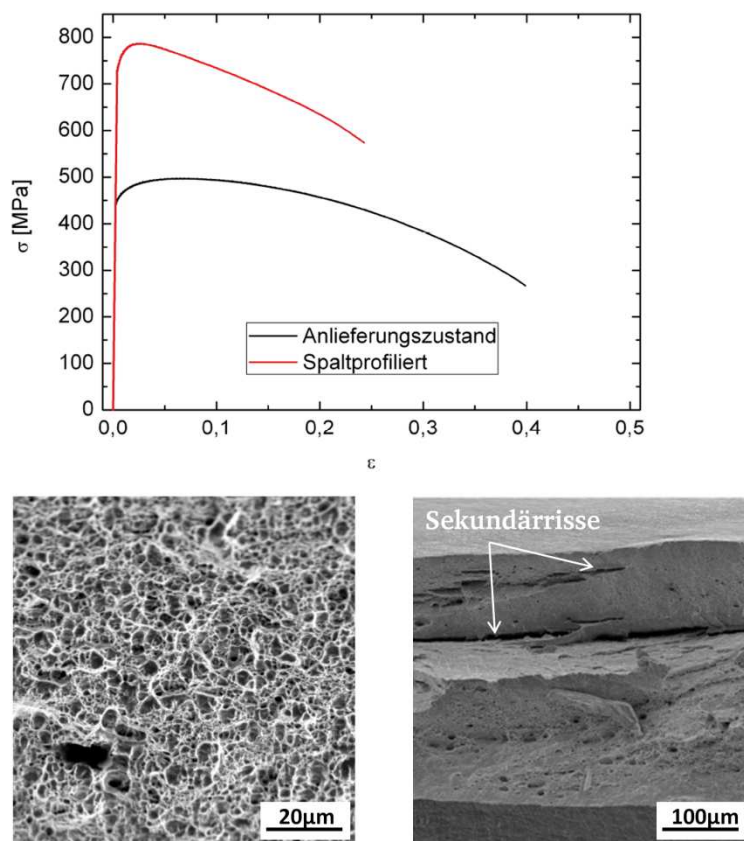 800
700
600
500
400
300
200
100
0
σ [MPa]
Anlieferungszustand
Spaltprofiliert
0,0 0,1 0,2 0,3 0,4 0,5
ε
Sekundärrisse
20µm
100µm